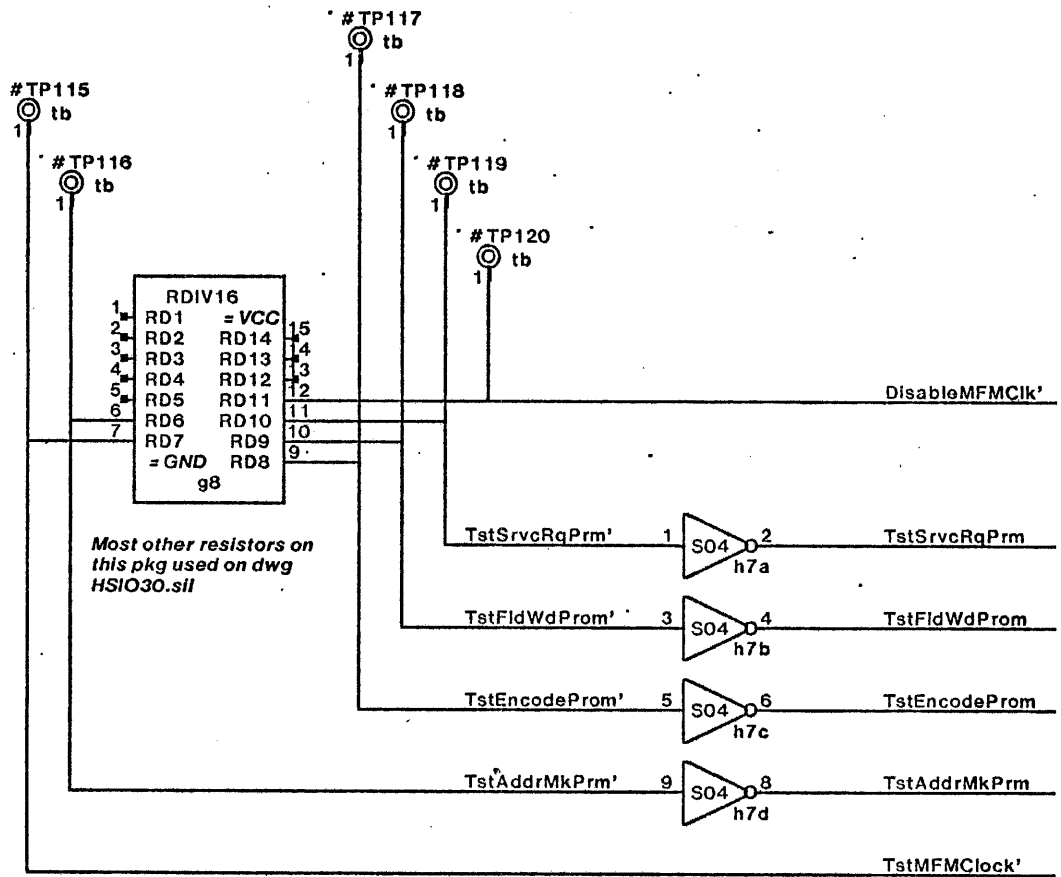 #TP117
tb
1
#TP115
tb
1
#TP118
tb
1
#TP116
tb
1
#TP119
tb
1
#TP120
tb
1
RDIV16
1 RD1 =VCC
2 RD2 RD14 15
3 RD3 RD13 14
4 RD4 RD12 13
5 RD5 RD11 12
6 RD6 RD10 11
7 RD7 RD9 10
=GND RD8 9
g8
DisableMFMClk'
Most other resistors on
this pkg used on dwg
HSIO30.sil
TstSrvcRqPrm' 1 S04 2 TstSrvcRqPrm
h7a
TstFldWdProm' 3 S04 4 TstFldWdProm
h7b
TstEncodeProm' 5 S04 6 TstEncodeProm
h7c
TstAddrMkPrm' 9 S04 8 TstAddrMkPrm
h7d
TstMFMClock'